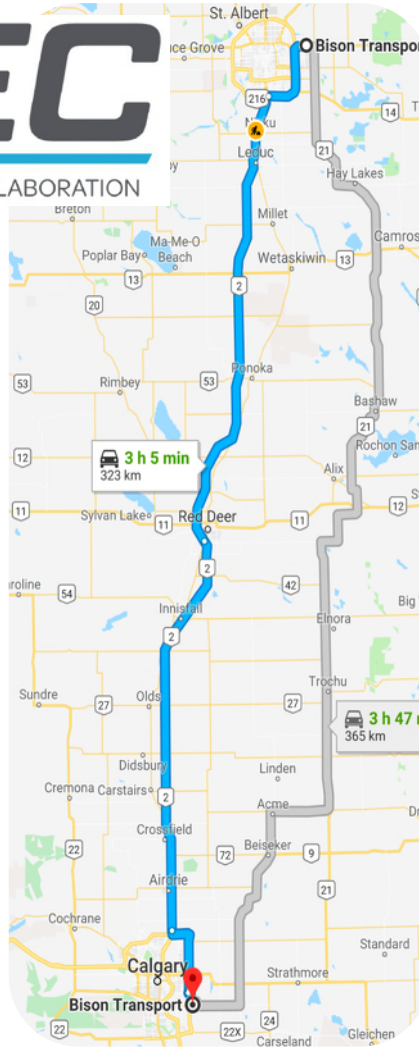 EC
LABORATION
St. Albert
uce Grove
Bison Transpor
216
14
Leduc
21
Hay Lakes
Breton
Millet
Camros
Ma-Me-O
Beach
Poplar Bay
Wetaskiwin
13
13
2
20
53
53
Ponoka
Rimbey
Bashaw
21
Rochon San
3 h 5 min
323 km
12
Alix
12
11
Sylvan Lake
11
Red Deer
11
roline
54
2
42
Innisfail
Big
2
Elnora
Trochu
Sundre
27
Olds
27
3 h 47 m
365 km
Didsbury
Linden
Cremona
Carstairs
2
Acme
Crossfield
22
72
Beiseker
9
Airdrie
21
Cochrane
Standard
Calgary
Strathmore
Bison Transport
22
22X
24
Carseland
Gleichen